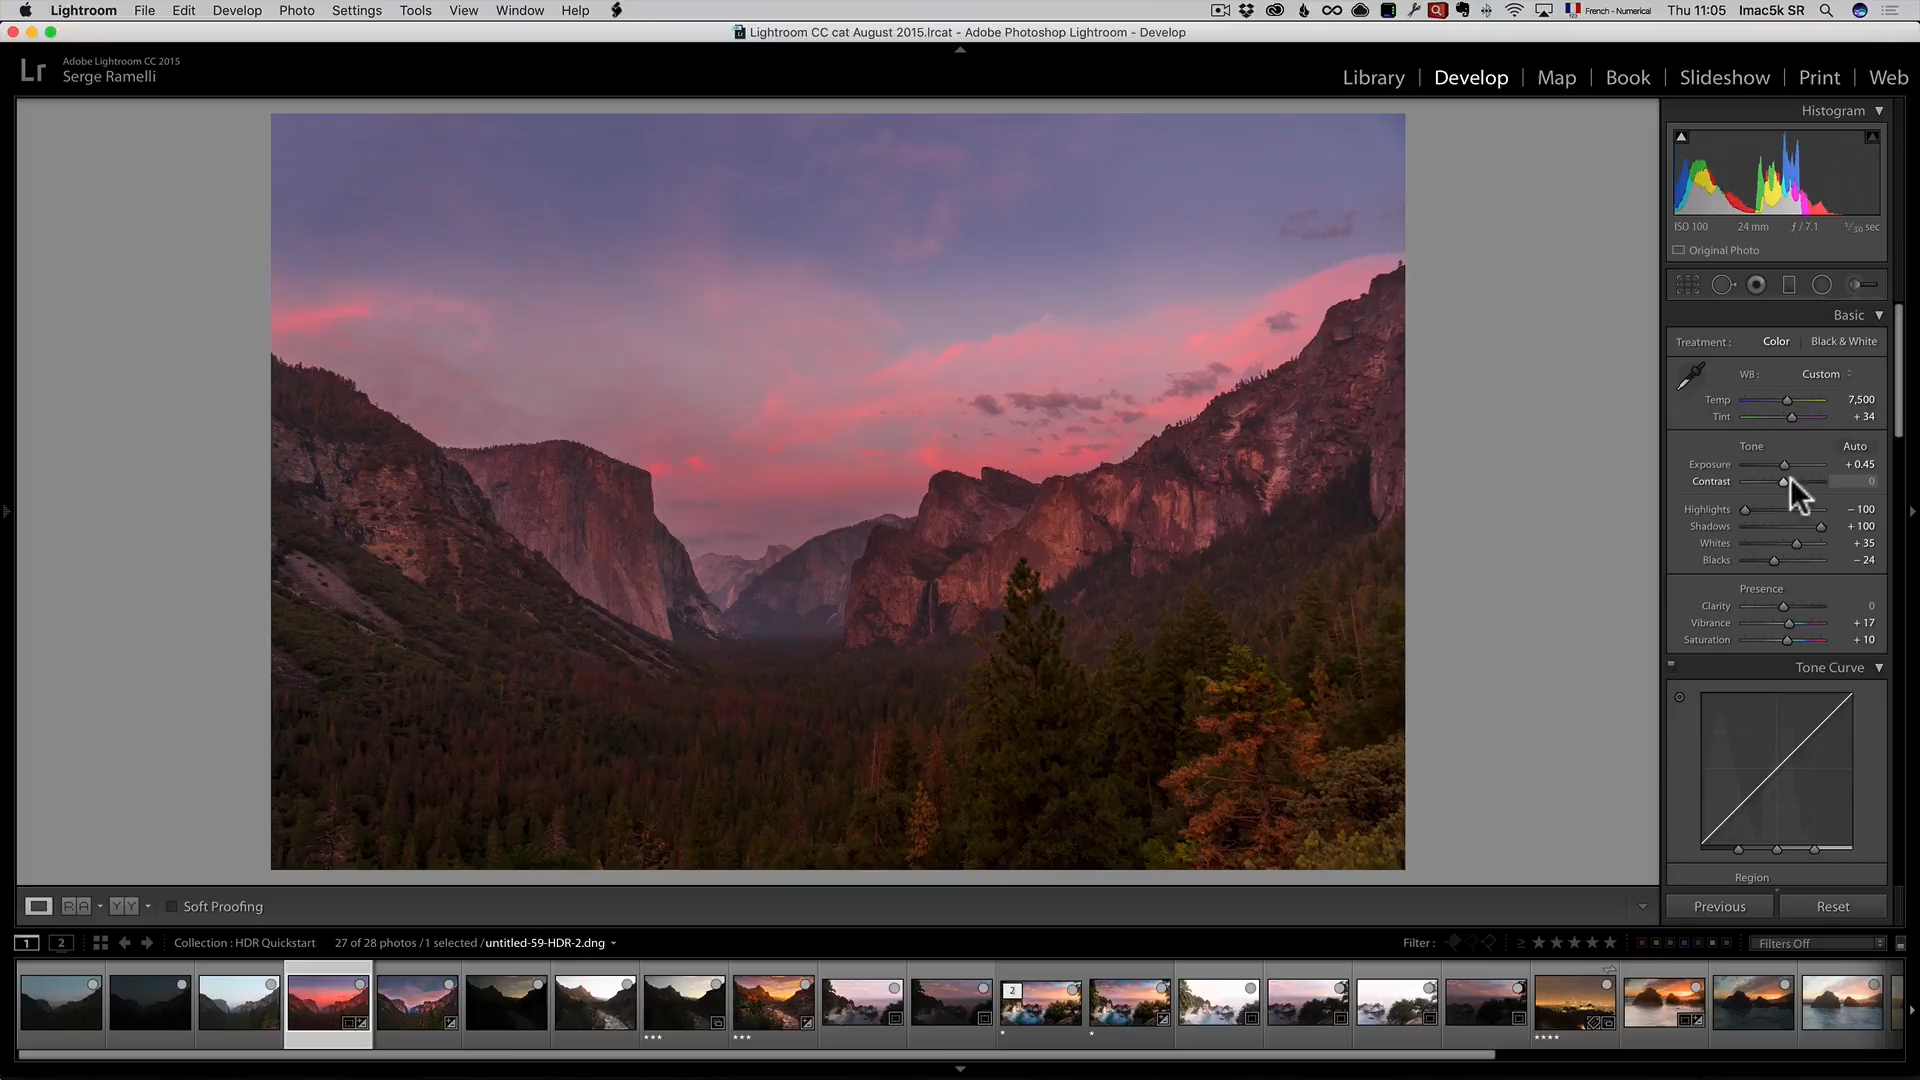 Lightroom File Edit Develop Photo Settings Tools View Window Help French - Numerical Thu 11:05 Imac5k SR
Lightroom CC cat August 2015.lrcat - Adobe Photoshop Lightroom - Develop
Lr Adobe Lightroom CC 2015
Serge Ramelli
Library | Develop | Map | Book | Slideshow | Print | Web
Histogram
ISO 100 24 mm ƒ / 7.1 1/30 sec
Original Photo
Basic
Treatment : Color | Black & White
WB : Custom
Temp 7,500
Tint + 34
Tone Auto
Exposure + 0.45
Contrast 0
Highlights − 100
Shadows + 100
Whites + 35
Blacks − 24
Presence
Clarity 0
Vibrance + 17
Saturation + 10
Tone Curve
Region
Soft Proofing
Previous Reset
1 2 Collection : HDR Quickstart 27 of 28 photos / 1 selected / untitled-59-HDR-2.dng Filter : ≥ ★★★★★ Filters Off
2